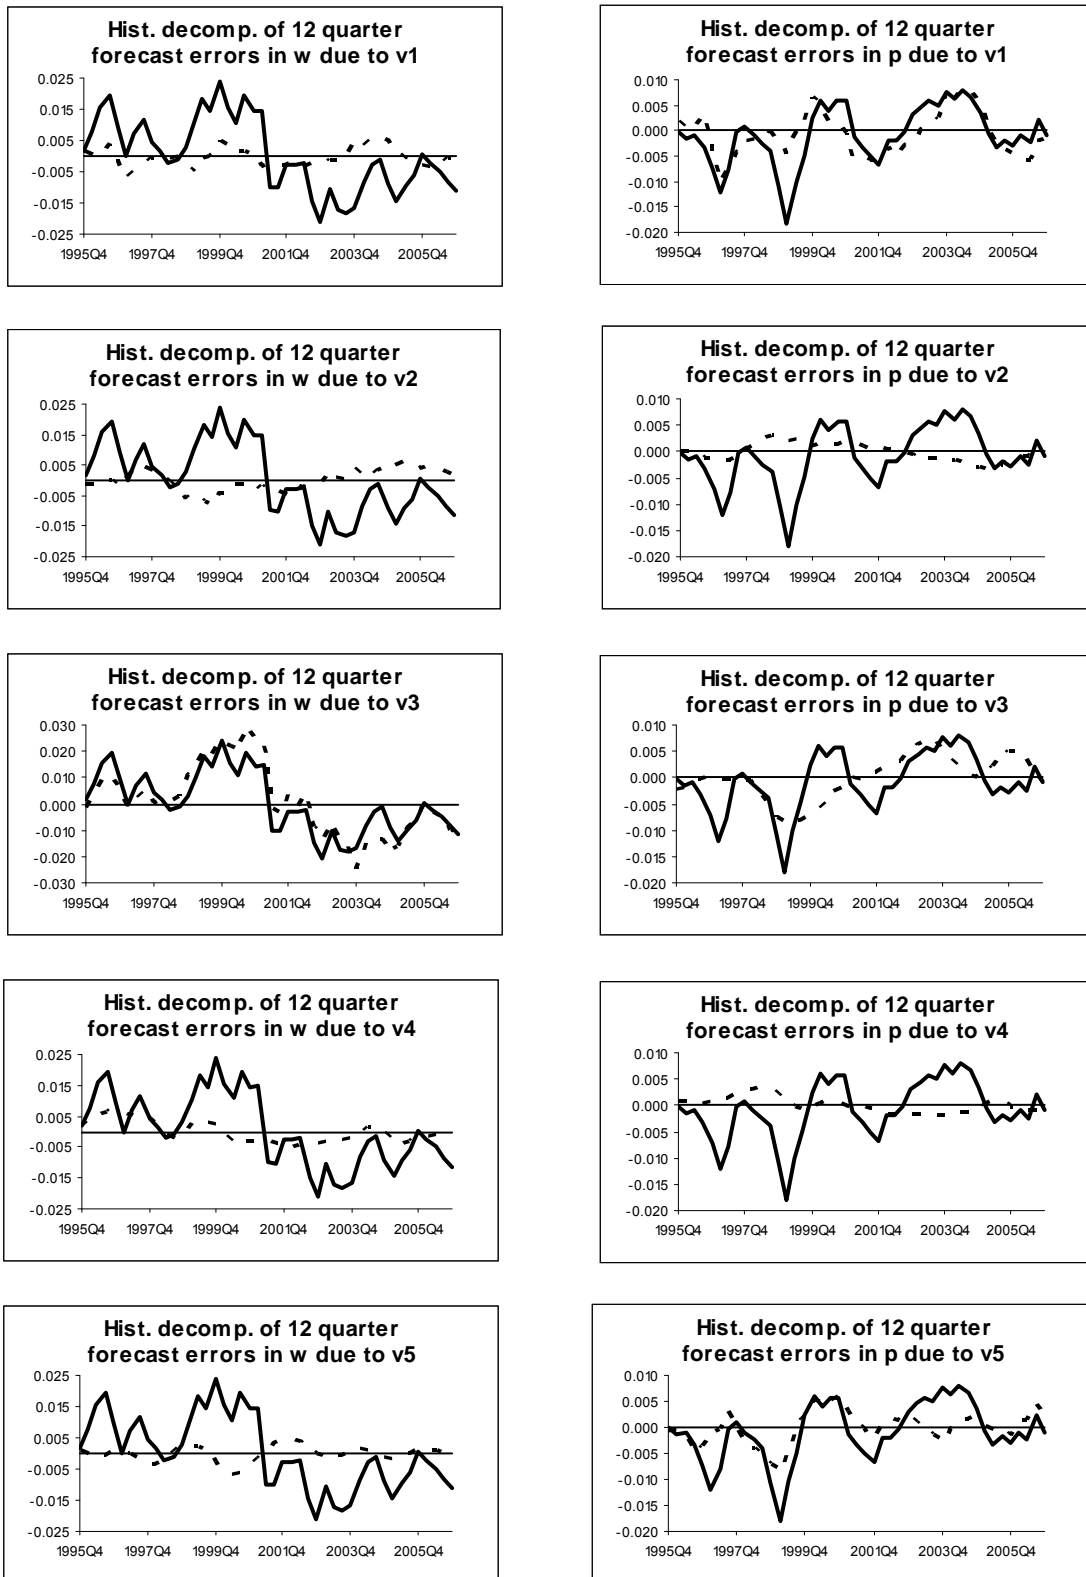 Hist. decomp. of 12 quarter
forecast errors in w due to v1
0.025
0.015
0.005
-0.005
-0.015
-0.025
1995Q4 1997Q4 1999Q4 2001Q4 2003Q4 2005Q4
Hist. decomp. of 12 quarter
forecast errors in p due to v1
0.010
0.005
0.000
-0.005
-0.010
-0.015
-0.020
1995Q4 1997Q4 1999Q4 2001Q4 2003Q4 2005Q4
Hist. decomp. of 12 quarter
forecast errors in w due to v2
0.025
0.015
0.005
-0.005
-0.015
-0.025
1995Q4 1997Q4 1999Q4 2001Q4 2003Q4 2005Q4
Hist. decomp. of 12 quarter
forecast errors in p due to v2
0.010
0.005
0.000
-0.005
-0.010
-0.015
-0.020
1995Q4 1997Q4 1999Q4 2001Q4 2003Q4 2005Q4
Hist. decomp. of 12 quarter
forecast errors in w due to v3
0.030
0.020
0.010
0.000
-0.010
-0.020
-0.030
1995Q4 1997Q4 1999Q4 2001Q4 2003Q4 2005Q4
Hist. decomp. of 12 quarter
forecast errors in p due to v3
0.010
0.005
0.000
-0.005
-0.010
-0.015
-0.020
1995Q4 1997Q4 1999Q4 2001Q4 2003Q4 2005Q4
Hist. decomp. of 12 quarter
forecast errors in w due to v4
0.025
0.015
0.005
-0.005
-0.015
-0.025
1995Q4 1997Q4 1999Q4 2001Q4 2003Q4 2005Q4
Hist. decomp. of 12 quarter
forecast errors in p due to v4
0.010
0.005
0.000
-0.005
-0.010
-0.015
-0.020
1995Q4 1997Q4 1999Q4 2001Q4 2003Q4 2005Q4
Hist. decomp. of 12 quarter
forecast errors in w due to v5
0.025
0.015
0.005
-0.005
-0.015
-0.025
1995Q4 1997Q4 1999Q4 2001Q4 2003Q4 2005Q4
Hist. decomp. of 12 quarter
forecast errors in p due to v5
0.010
0.005
0.000
-0.005
-0.010
-0.015
-0.020
1995Q4 1997Q4 1999Q4 2001Q4 2003Q4 2005Q4